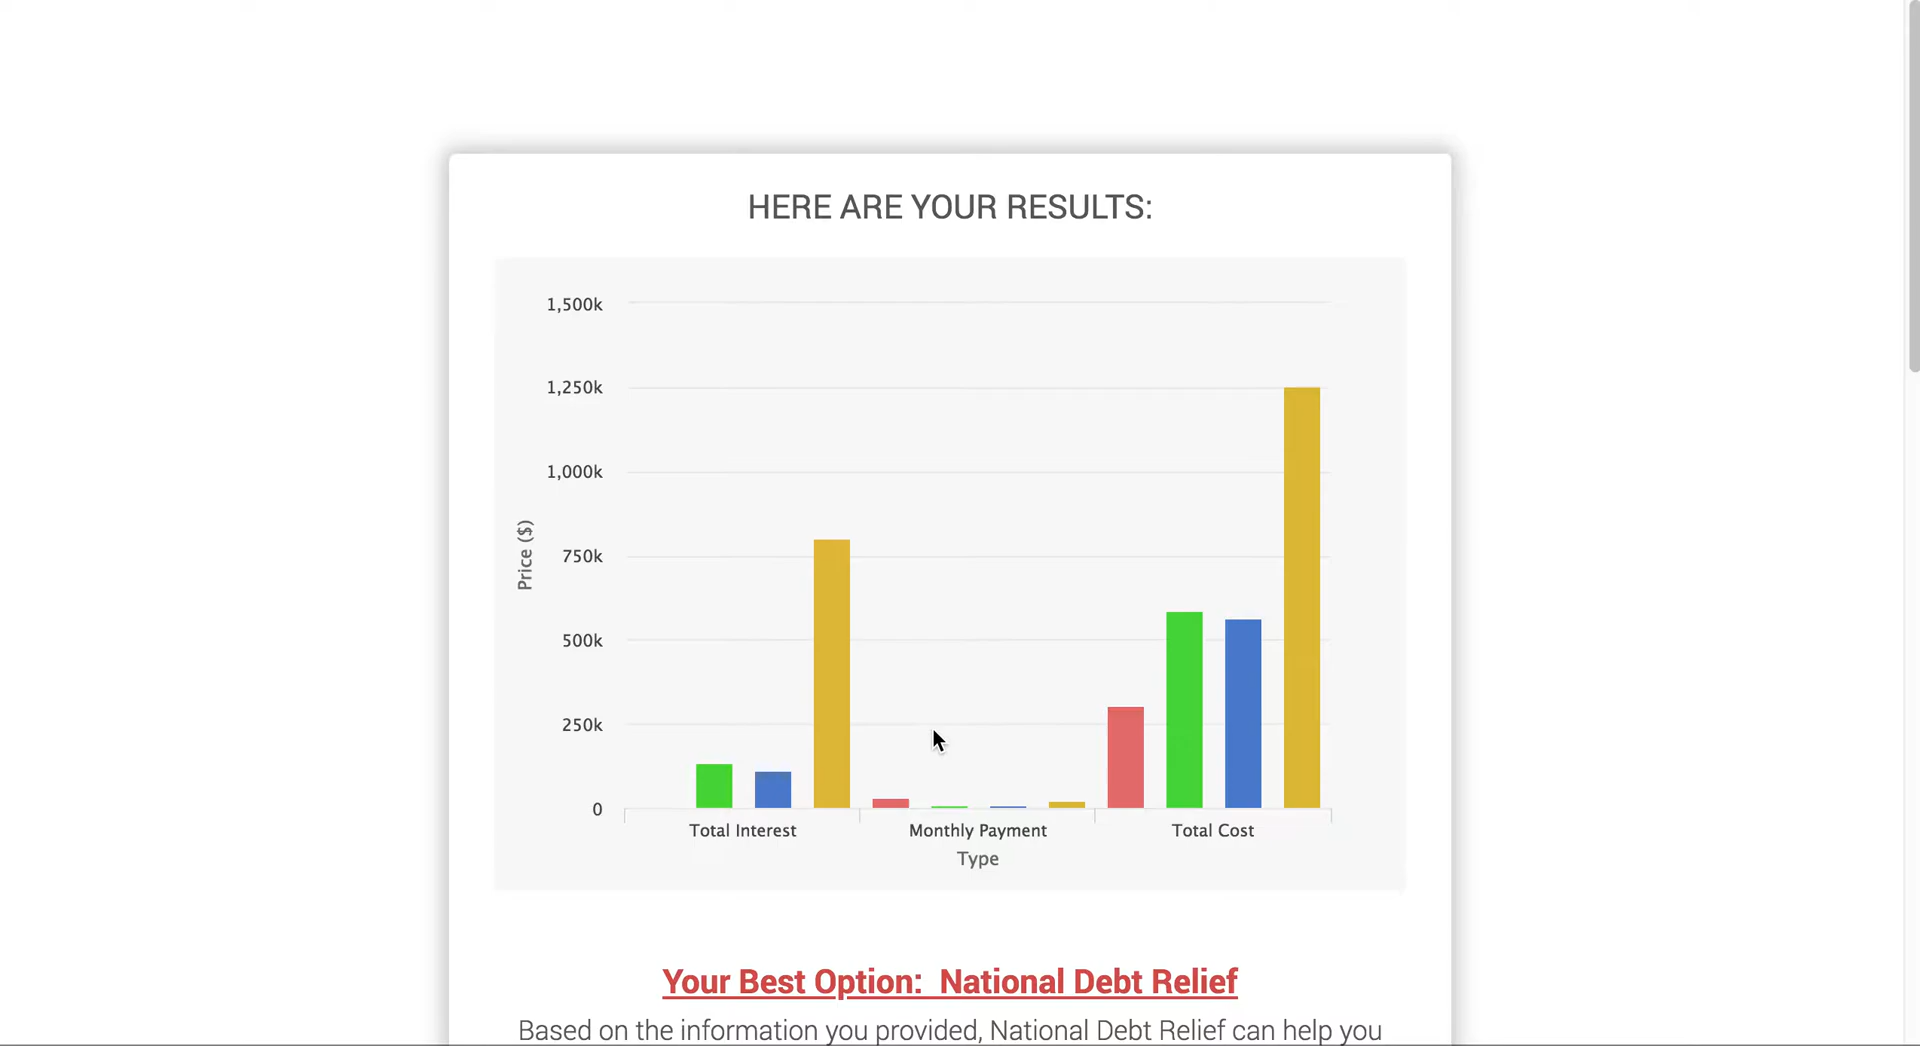 HERE ARE YOUR RESULTS:
1,500k
1,250k
1,000k
750k
500k
250k
0
Price ($)
Total Interest
Monthly Payment
Total Cost
Type
Your Best Option: National Debt Relief
Based on the information you provided, National Debt Relief can help you